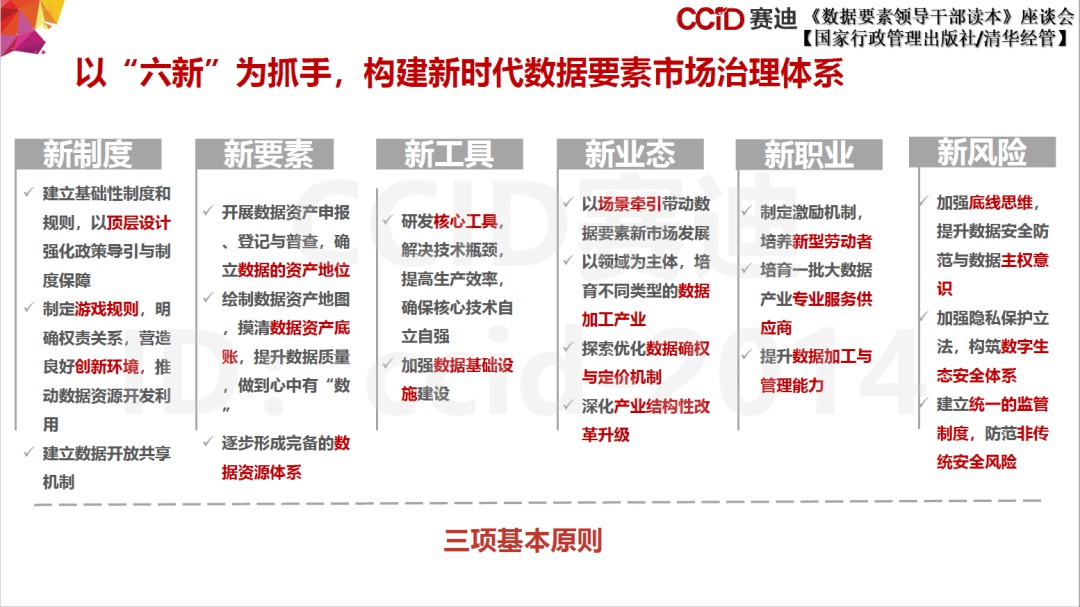 CCID 赛迪
《数据要素领导干部读本》座谈会
【国家行政管理出版社/清华经管】
以“六新”为抓手，构建新时代数据要素市场治理体系
新制度
✓ 建立基础性制度和
规则，以顶层设计
强化政策导引与制
度保障
✓ 制定游戏规则，明
确权责关系，营造
良好创新环境，推
动数据资源开发利
用
✓ 建立数据开放共享
机制
新要素
✓ 开展数据资产申报
、登记与普查，确
立数据的资产地位
✓ 绘制数据资产地图
，摸清数据资产底
账，提升数据质量
，做到心中有“数
”
✓ 逐步形成完备的数
据资源体系
新工具
✓ 研发核心工具，
解决技术瓶颈，
提高生产效率，
确保核心技术自
立自强
✓ 加强数据基础设
施建设
新业态
✓ 以场景牵引带动数
据要素新市场发展
✓ 以领域为主体，培
育不同类型的数据
加工产业
✓ 探索优化数据确权
与定价机制
✓ 深化产业结构性改
革升级
新职业
✓ 制定激励机制，
培养新型劳动者
✓ 培育一批大数据
产业专业服务供
应商
✓ 提升数据加工与
管理能力
新风险
✓ 加强底线思维，
提升数据安全防
范与数据主权意
识
✓ 加强隐私保护立
法，构筑数字生
态安全体系
✓ 建立统一的监管
制度，防范非传
统安全风险
三项基本原则
CCID赛迪
ID：ccid-2014